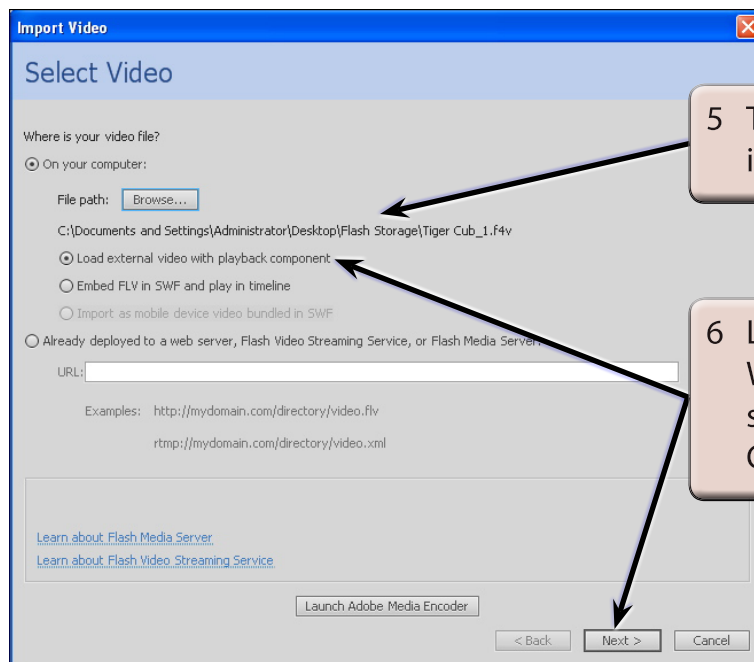 Import Video
Select Video
Where is your video file?
On your computer:
File path: Browse...
C:\Documents and Settings\Administrator\Desktop\Flash Storage\Tiger Cub_1.f4v
Load external video with playback component
Embed FLV in SWF and play in timeline
Import as mobile device video bundled in SWF
Already deployed to a web server, Flash Video Streaming Service, or Flash Media Server:
URL:
Examples: http://mydomain.com/directory/video.flv
rtmp://mydomain.com/directory/video.xml
Learn about Flash Media Server
Learn about Flash Video Streaming Service
Launch Adobe Media Encoder
< Back Next > Cancel
5
6